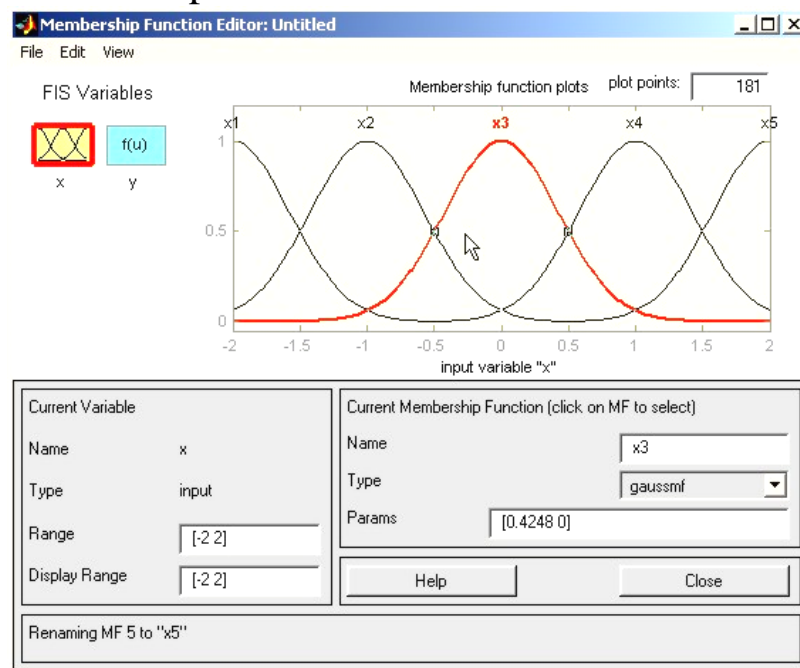 Membership Function Editor: Untitled
File Edit View
FIS Variables
f(u)
x y
Membership function plots plot points: 181
x1 x2 x3 x4 x5
1
0.5
0
-2 -1.5 -1 -0.5 0 0.5 1 1.5 2
input variable "x"
Current Variable
Name x
Type input
Range [-2 2]
Display Range [-2 2]
Current Membership Function (click on MF to select)
Name x3
Type gaussmf
Params [0.4248 0]
Help Close
Renaming MF 5 to "x5"